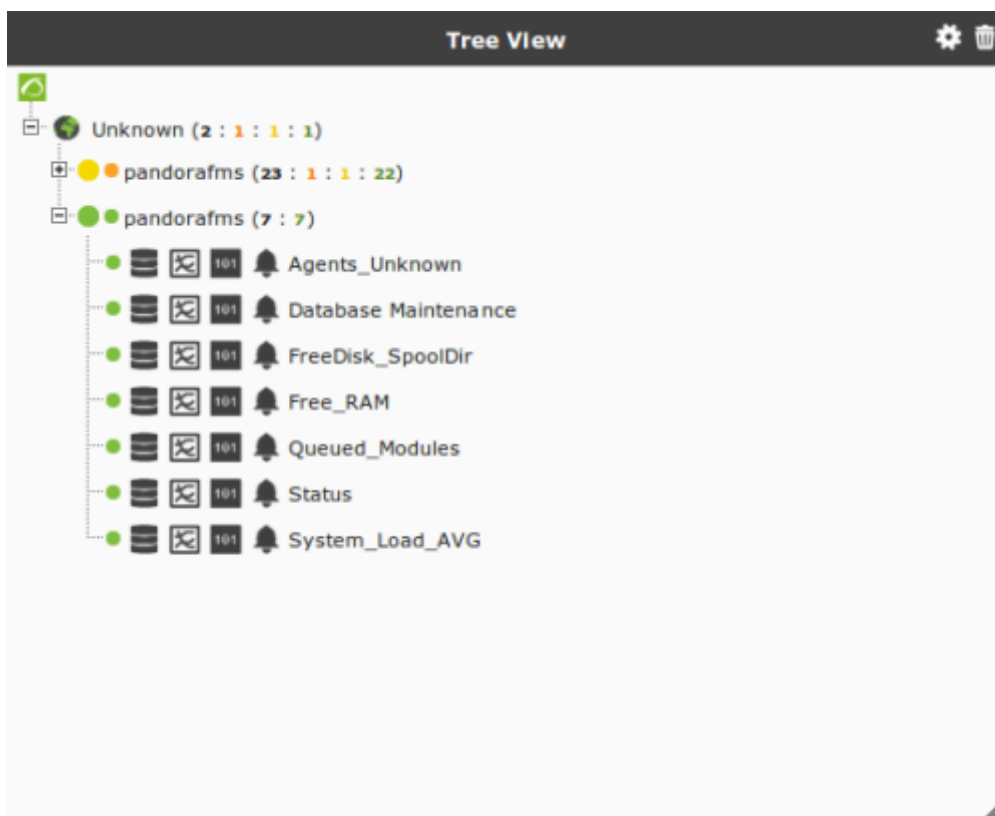 Tree VIew
Unknown (2 : 1 : 1 : 1)
pandorafms (23 : 1 : 1 : 22)
pandorafms (7 : 7)
101 Agents_Unknown
101 Database Maintenance
101 FreeDisk_SpoolDir
101 Free_RAM
101 Queued_Modules
101 Status
101 System_Load_AVG